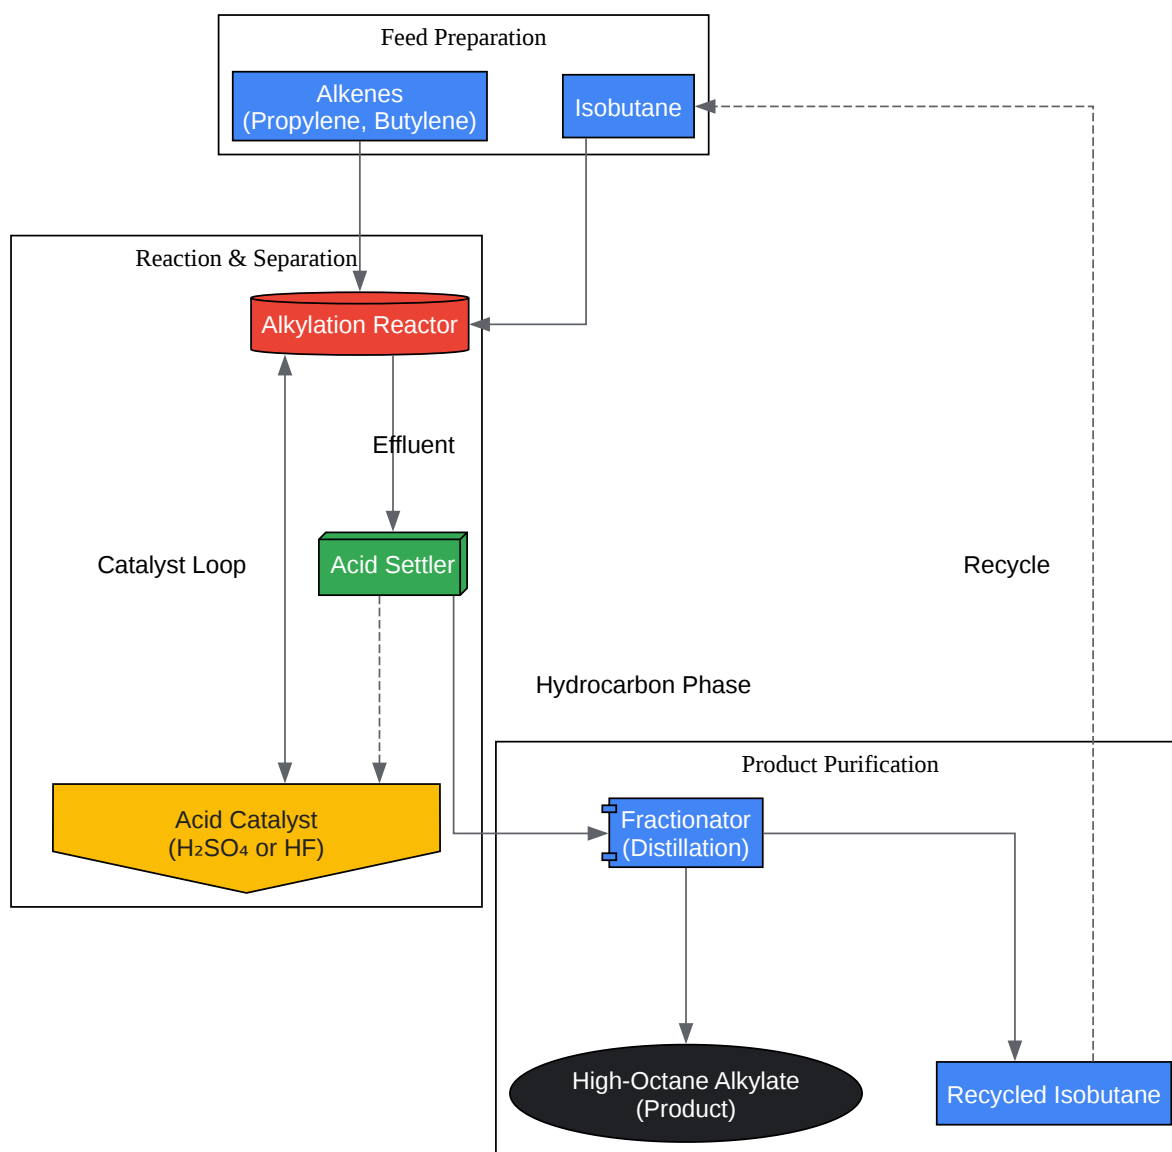 Feed Preparation
Alkenes
(Propylene, Butylene)
Isobutane
Reaction & Separation
Alkylation Reactor
Effluent
Catalyst Loop
Acid Settler
Recycle
Hydrocarbon Phase
Product Purification
Acid Catalyst
(H₂SO₄ or HF)
Fractionator
(Distillation)
High-Octane Alkylate
(Product)
Recycled Isobutane